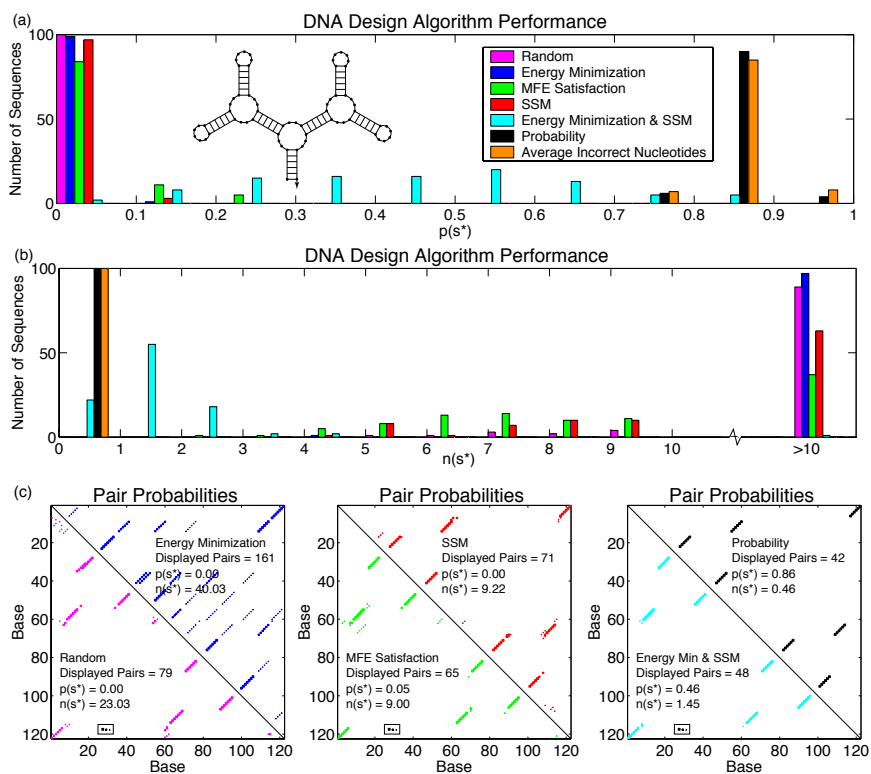 (a)
DNA Design Algorithm Performance
100
50
0
Number of Sequences
Random
Energy Minimization
MFE Satisfaction
SSM
Energy Minimization & SSM
Probability
Average Incorrect Nucleotides
0 0.1 0.2 0.3 0.4 0.5 0.6 0.7 0.8 0.9 1
p(s*)
(b)
DNA Design Algorithm Performance
100
50
0
Number of Sequences
0 1 2 3 4 5 6 7 8 9 10 >10
n(s*)
(c)
Pair Probabilities
Energy Minimization
Displayed Pairs = 161
p(s*) = 0.00
n(s*) = 40.03
Random
Displayed Pairs = 79
p(s*) = 0.00
n(s*) = 23.03
20
40
60
80
100
120
Base
20 40 60 80 100 120
Base
Pair Probabilities
SSM
Displayed Pairs = 71
p(s*) = 0.00
n(s*) = 9.22
MFE Satisfaction
Displayed Pairs = 65
p(s*) = 0.05
n(s*) = 9.00
20
40
60
80
100
120
Base
20 40 60 80 100 120
Base
Pair Probabilities
Probability
Displayed Pairs = 42
p(s*) = 0.86
n(s*) = 0.46
Energy Min & SSM
Displayed Pairs = 48
p(s*) = 0.46
n(s*) = 1.45
20
40
60
80
100
120
Base
20 40 60 80 100 120
Base